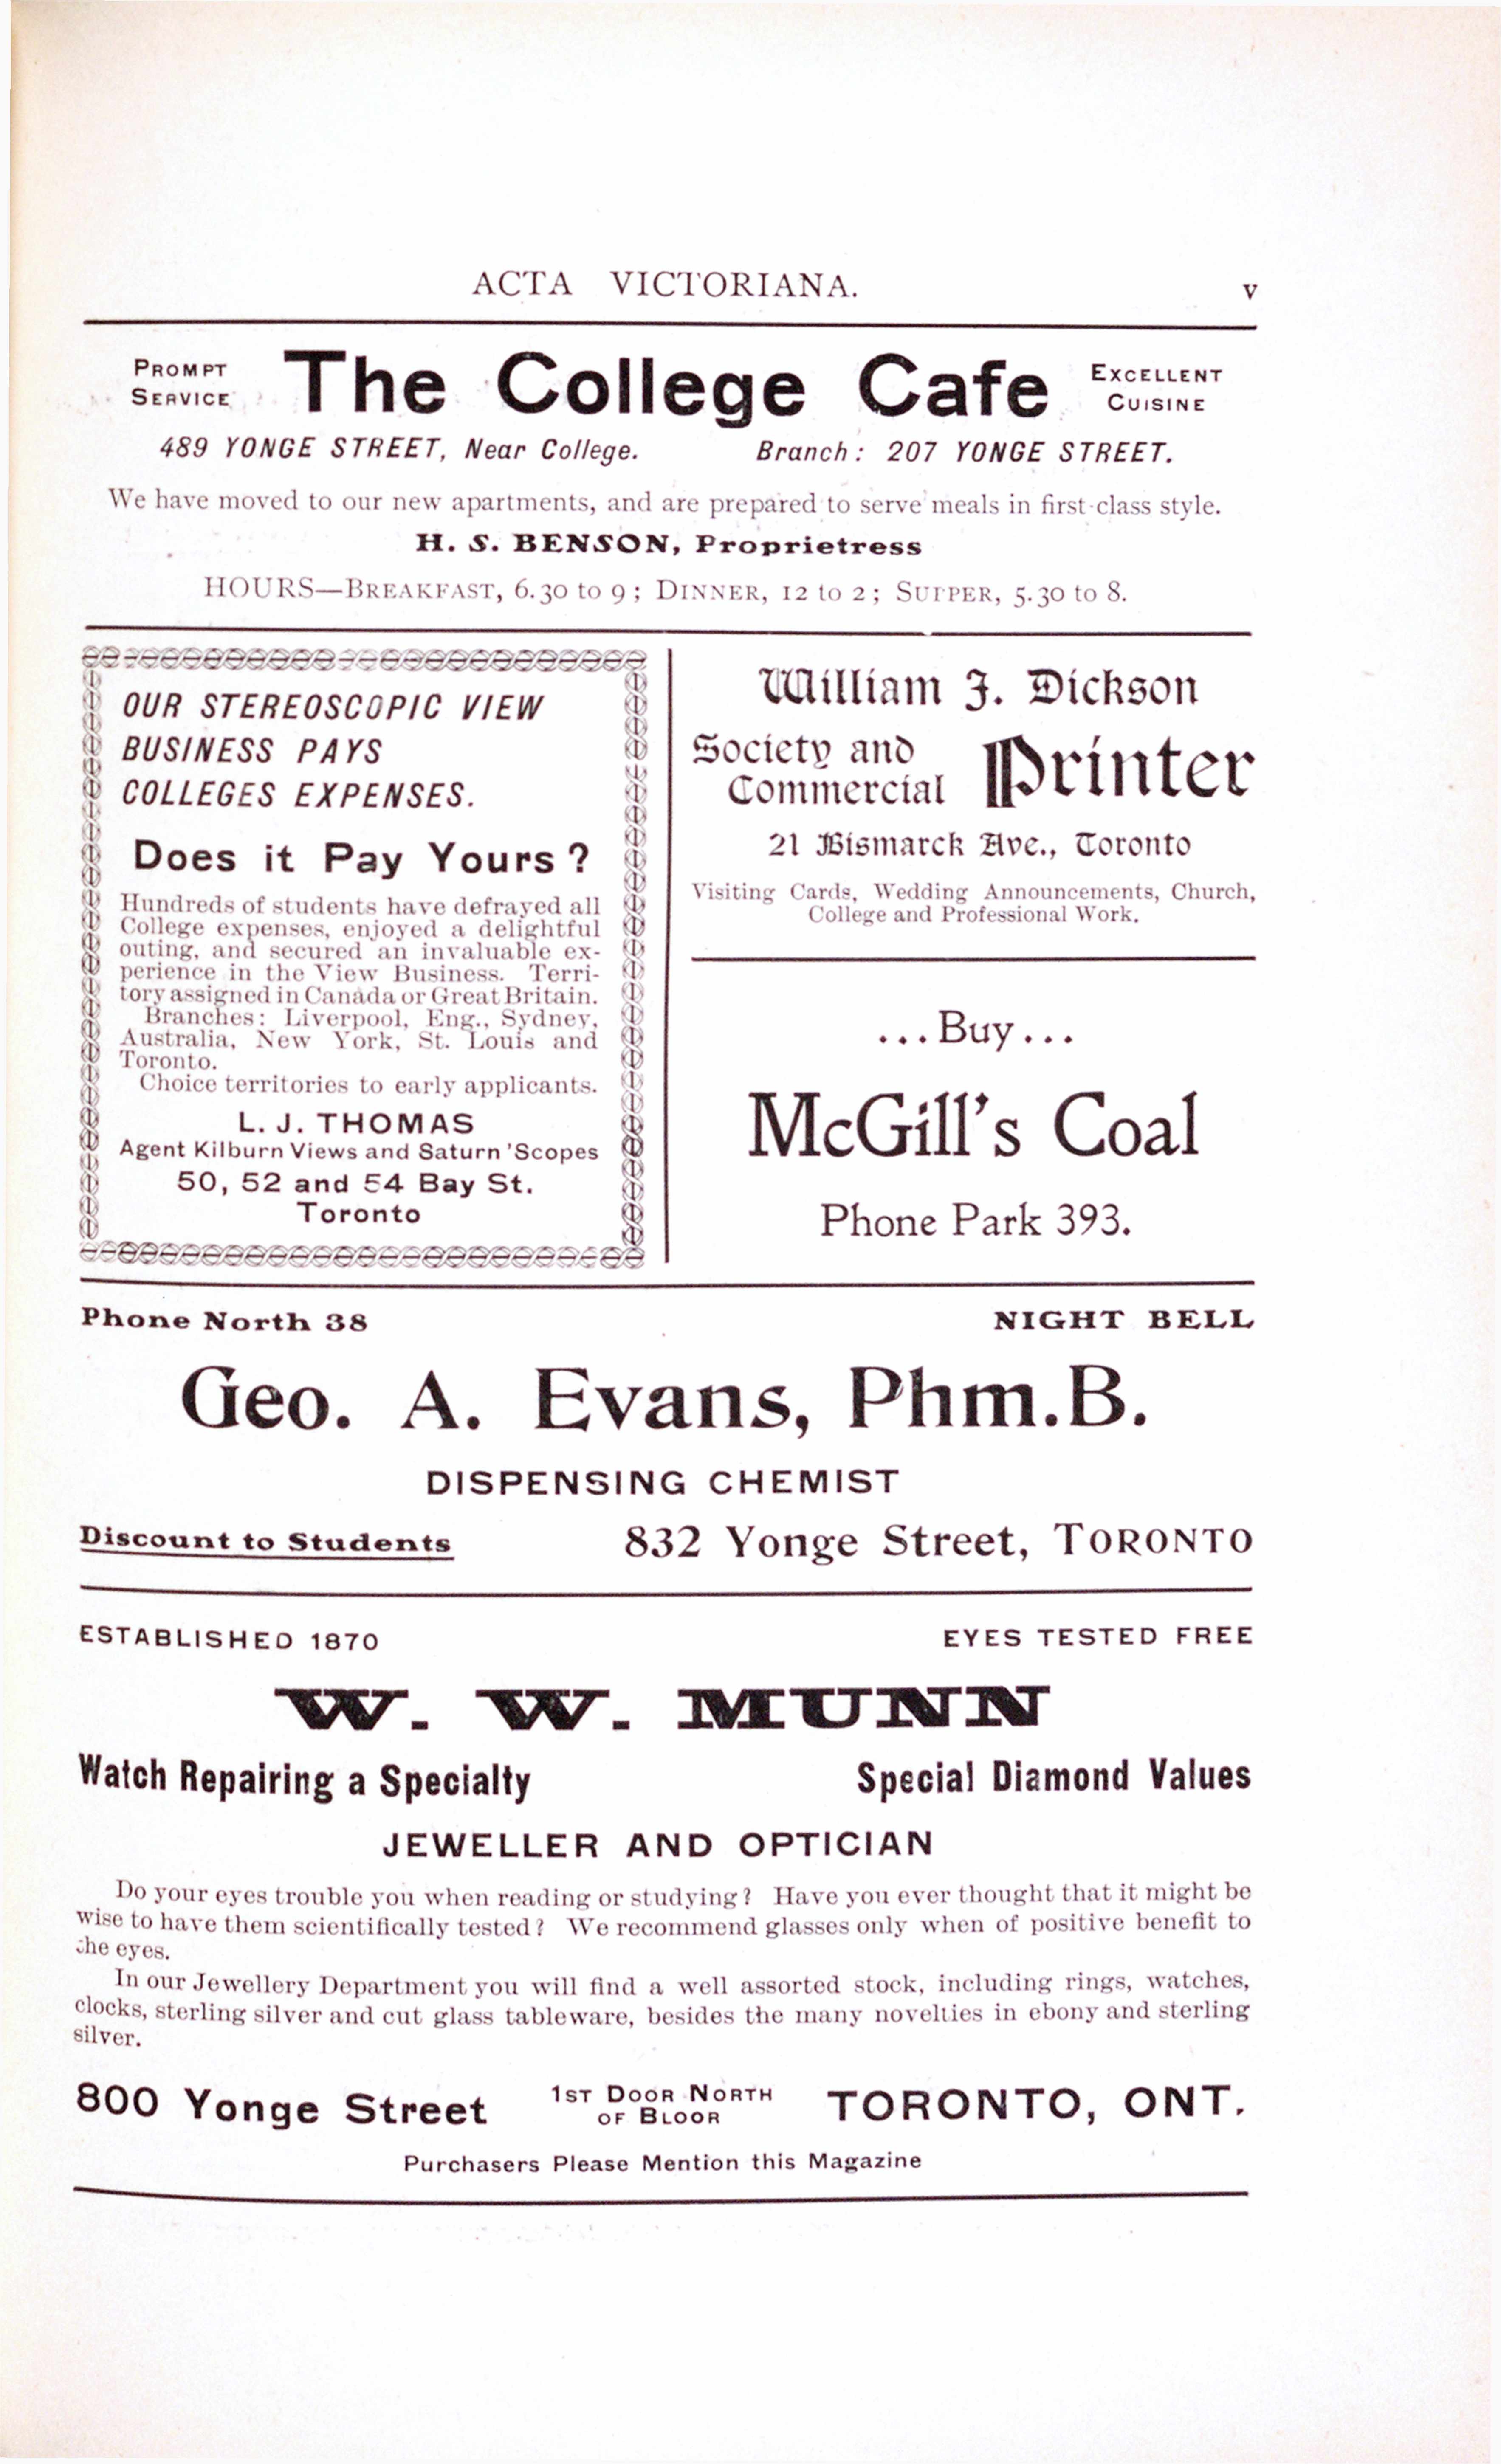 ACTA VICTORIANA. v
PROMPT SERVICE
The College Cafe
EXCELLENT CUISINE
489 YONGE STREET, Near College. Branch: 207 YONGE STREET.
We have moved to our new apartments, and are prepared to serve meals in first-class style.
H. S. BENSON, Proprietress
HOURS—BREAKFAST, 6.30 to 9; DINNER, 12 to 2; SUPPER, 5.30 to 8.
OUR STEREOSCOPIC VIEW
BUSINESS PAYS
COLLEGES EXPENSES.
Does it Pay Yours?
Hundreds of students have defrayed all
College expenses, enjoyed a delightful
outing, and secured an invaluable ex-
perience in the View Business. Terri-
tory assigned in Canada or Great Britain.
Branches: Liverpool, Eng., Sydney,
Australia, New York, St. Louis and
Toronto.
Choice territories to early applicants.
L. J. THOMAS
Agent Kilburn Views and Saturn 'Scopes
50, 52 and 54 Bay St.
Toronto
William J. Dickson
Society and
Commercial
Printer
21 Bismarck Ave., Toronto
Visiting Cards, Wedding Announcements, Church,
College and Professional Work.
...Buy...
McGill's Coal
Phone Park 393.
Phone North 38 NIGHT BELL
Geo. A. Evans, Phm.B.
DISPENSING CHEMIST
Discount to Students 832 Yonge Street, TORONTO
ESTABLISHED 1870 EYES TESTED FREE
W. W. MUNN
Watch Repairing a Specialty Special Diamond Values
JEWELLER AND OPTICIAN
Do your eyes trouble you when reading or studying? Have you ever thought that it might be
wise to have them scientifically tested? We recommend glasses only when of positive benefit to
the eyes.
In our Jewellery Department you will find a well assorted stock, including rings, watches,
clocks, sterling silver and cut glass tableware, besides the many novelties in ebony and sterling
silver.
800 Yonge Street 1ST DOOR NORTH OF BLOOR TORONTO, ONT.
Purchasers Please Mention this Magazine